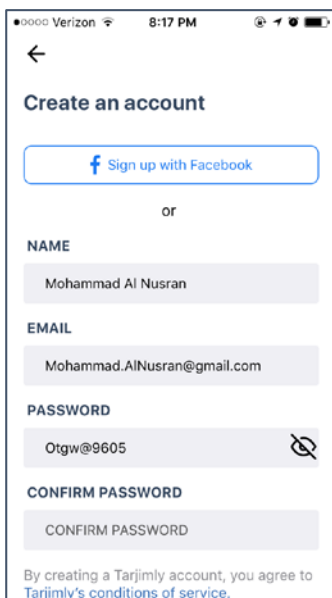 Verizon 8:17 PM
Create an account
Sign up with Facebook
or
NAME
Mohammad Al Nusran
EMAIL
Mohammad.AlNusran@gmail.com
PASSWORD
Otgw@9605
CONFIRM PASSWORD
CONFIRM PASSWORD
By creating a Tarjimly account, you agree to
Tarjimly's conditions of service.